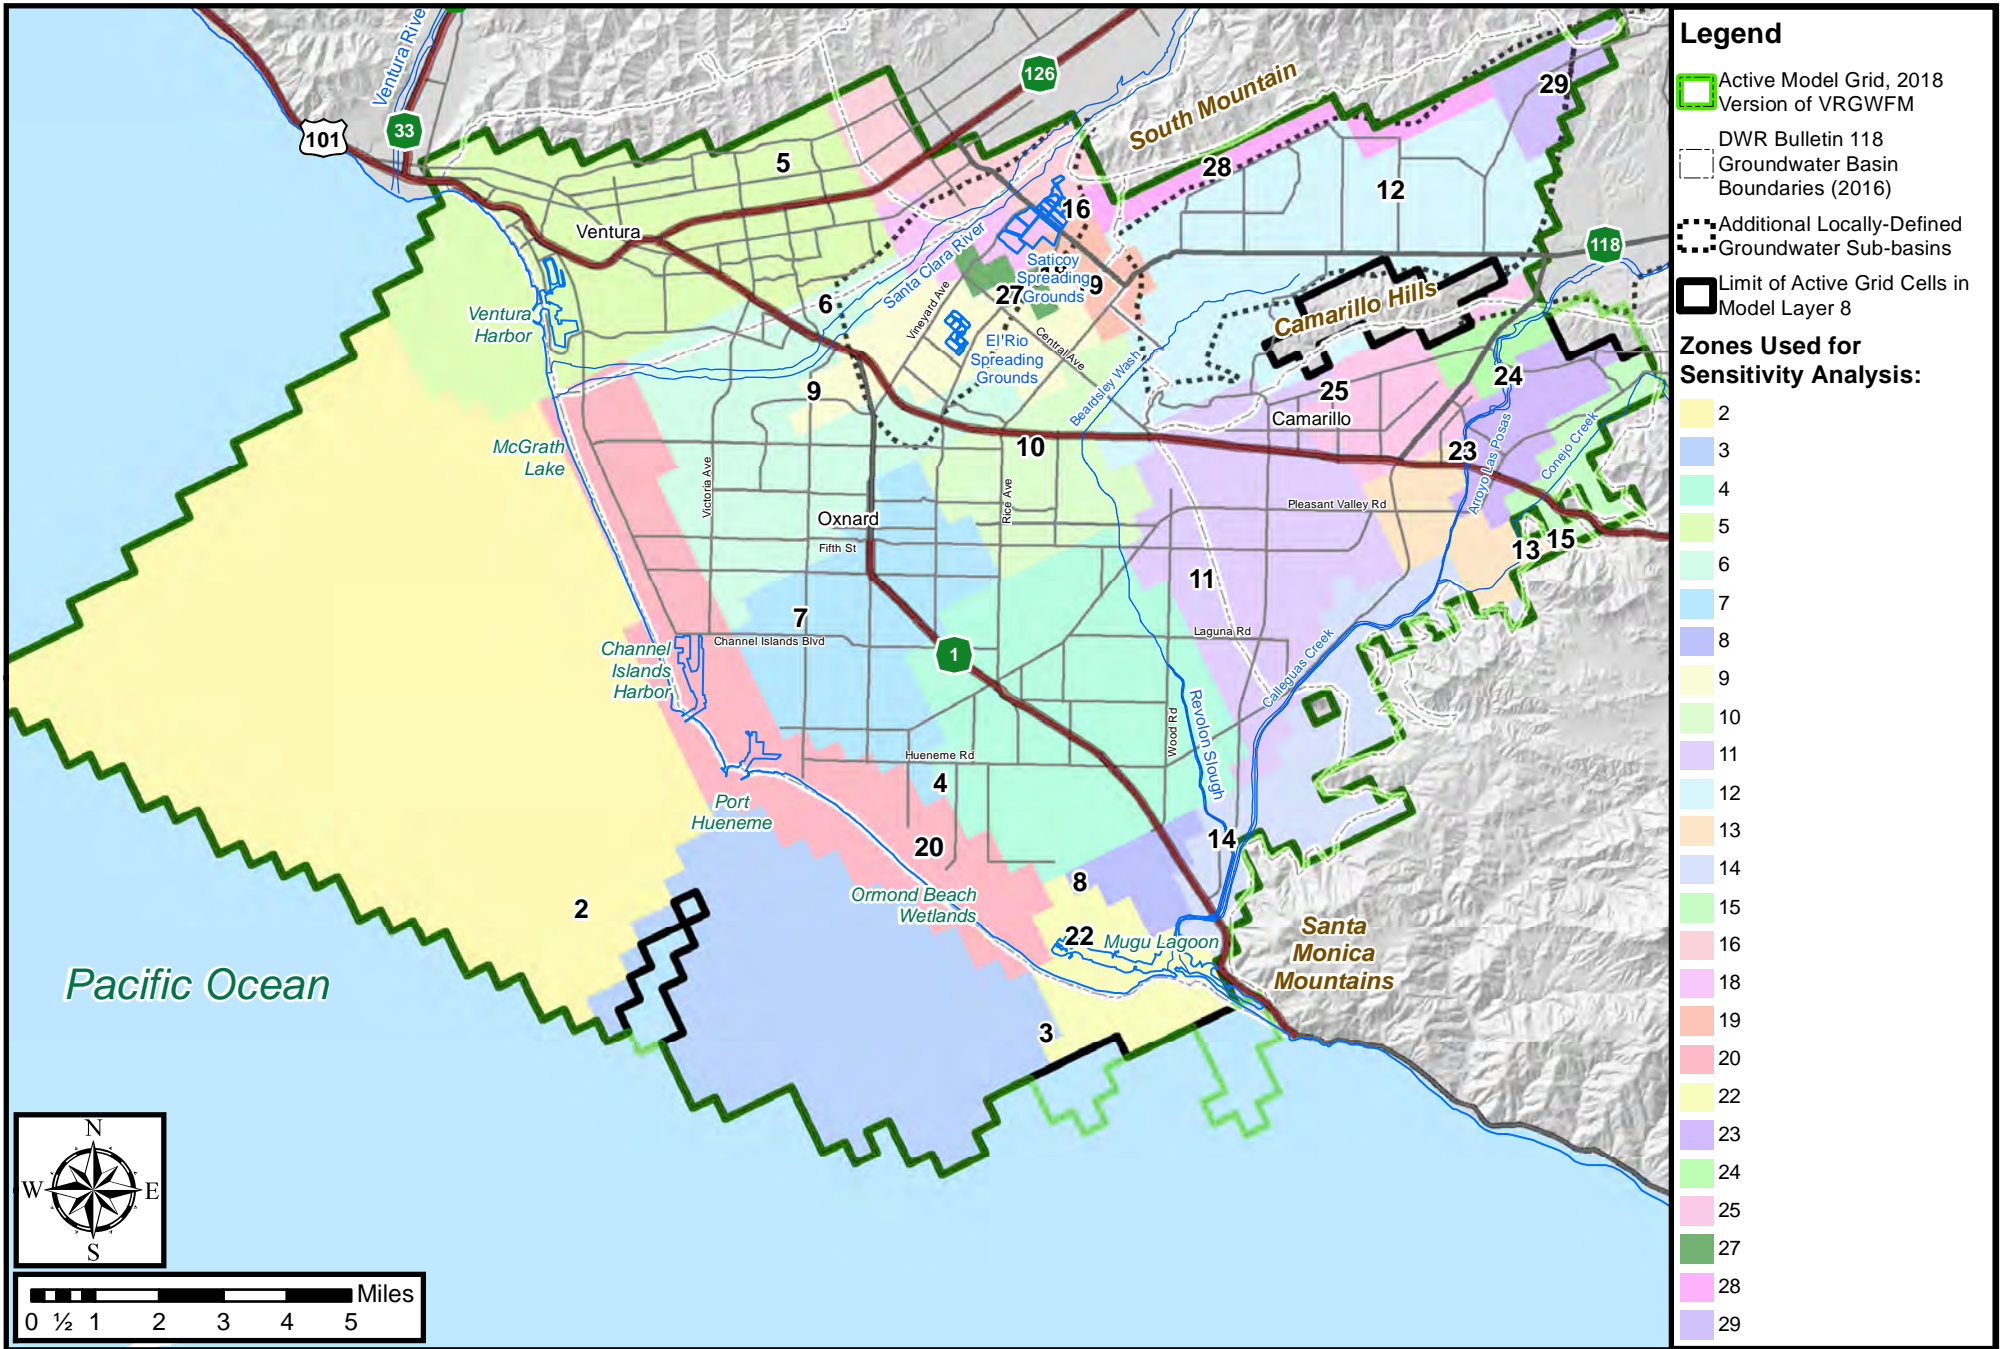 Ventura River
33
101
126
South Mountain
29
5
28
12
16
Ventura
Santa Clara River
Saticoy
Spreading
Grounds
18
19
27
118
Camarillo Hills
Ventura
Harbor
6
Vineyard Ave
El Rio
Spreading
Grounds
Central Ave
Beardsley Wash
9
25
24
Camarillo
McGrath
Lake
10
23
Arroyo Las Posas
Conejo Creek
Victoria Ave
Rice Ave
Pleasant Valley Rd
Oxnard
Fifth St
13
15
11
7
Channel Islands Blvd
Laguna Rd
Channel
Islands
Harbor
1
Calleguas Creek
Revolon Slough
Wood Rd
Hueneme Rd
4
Port
Hueneme
20
14
8
Ormond Beach
Wetlands
2
22
Mugu Lagoon
Santa
Monica
Mountains
Pacific Ocean
3
N
W
E
S
Miles
0 ½ 1 2 3 4 5
Legend
Active Model Grid, 2018
Version of VRGWFM
DWR Bulletin 118
Groundwater Basin
Boundaries (2016)
Additional Locally-Defined
Groundwater Sub-basins
Limit of Active Grid Cells in
Model Layer 8
Zones Used for
Sensitivity Analysis:
2
3
4
5
6
7
8
9
10
11
12
13
14
15
16
18
19
20
22
23
24
25
27
28
29